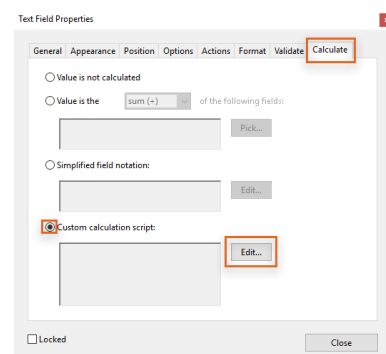 Text Field Properties
General Appearance Position Options Actions Format Validate Calculate
Value is not calculated
Value is the sum (+) of the following fields:
Pick...
Simplified field notation:
Edit...
Custom calculation script:
Edit...
Locked
Close